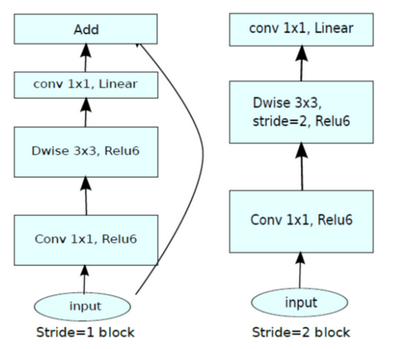 Add
conv 1x1, Linear
Dwise 3x3, Relu6
Conv 1x1, Relu6
input
Stride=1 block
conv 1x1, Linear
Dwise 3x3,
stride=2, Relu6
Conv 1x1, Relu6
input
Stride=2 block